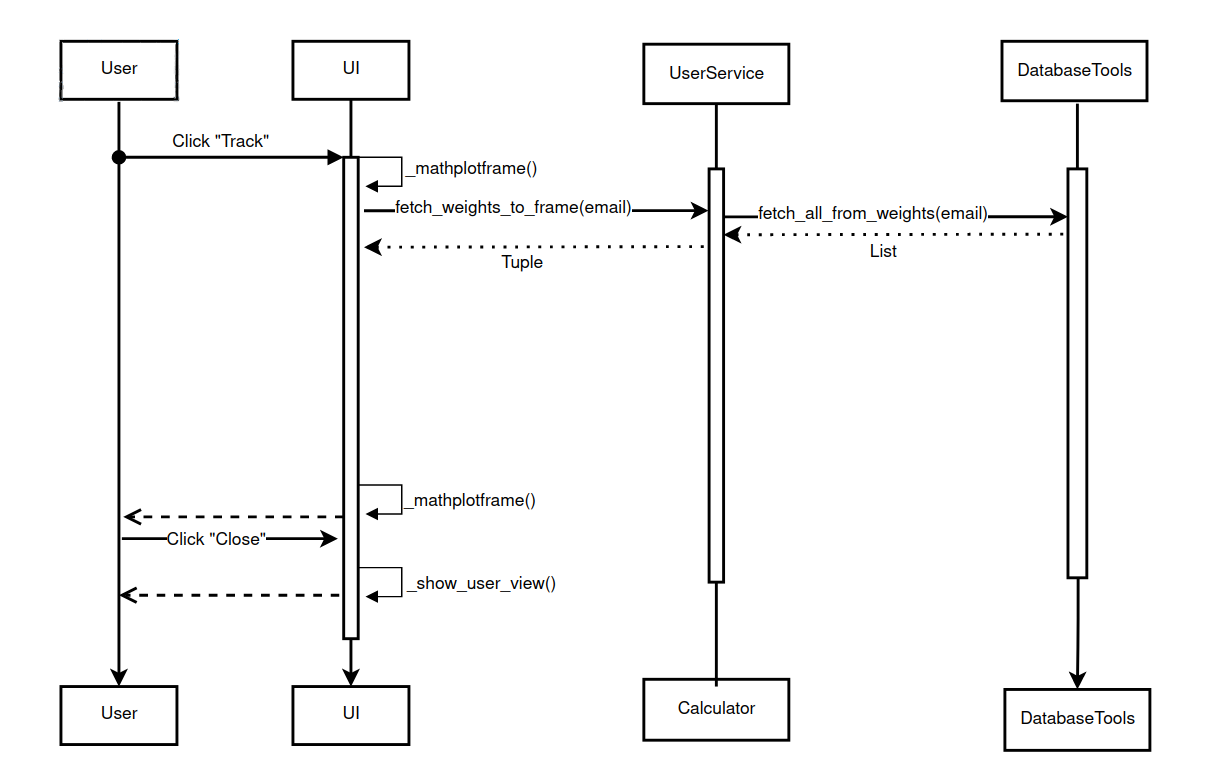 User
UI
UserService
DatabaseTools
Click "Track"
_mathplotframe()
fetch_weights_to_frame(email)
fetch_all_from_weights(email)
List
Tuple
_mathplotframe()
Click "Close"
_show_user_view()
User
UI
Calculator
DatabaseTools